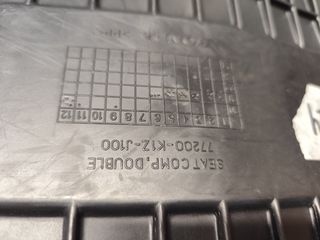 SEAT COMP, DOUBLE
77200-K1Z-J100
1 2 3 4 5 6 7 8 9 10 11 12